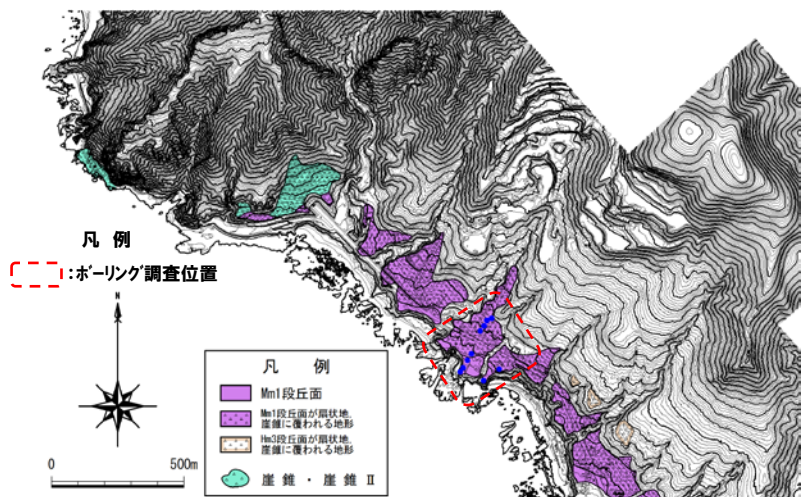 凡 例
:ボーリング調査位置
N
凡 例
Mm1段丘面
Mm1段丘面が扇状地、
崖錐に覆われる地形
Hm3段丘面が扇状地、
崖錐に覆われる地形
崖錐・崖錐Ⅱ
0 500m